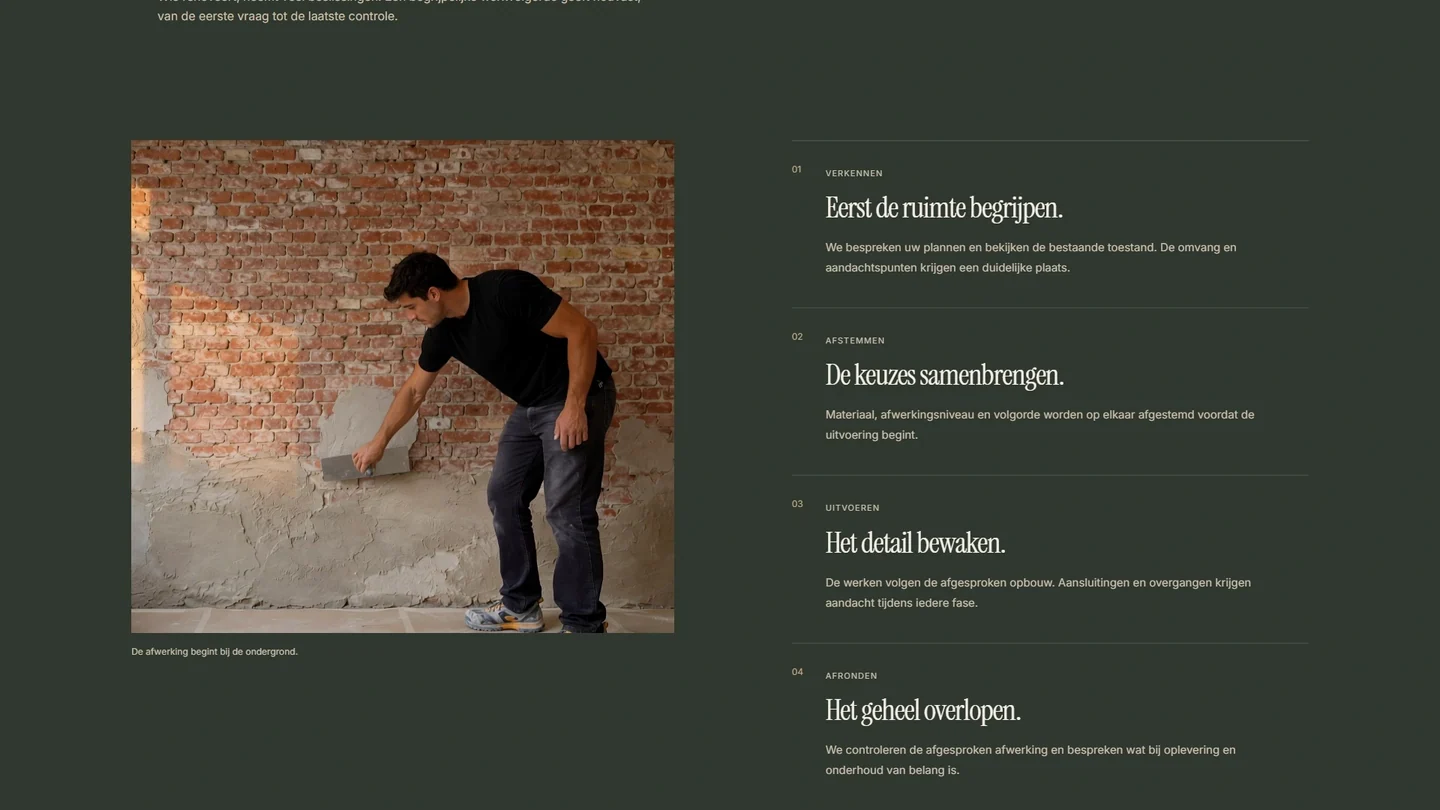 van de eerste vraag tot de laatste controle.
De afwerking begint bij de ondergrond.
01
VERKENNEN
Eerst de ruimte begrijpen.
We bespreken uw plannen en bekijken de bestaande toestand. De omvang en
aandachtspunten krijgen een duidelijke plaats.
02
AFSTEMMEN
De keuzes samenbrengen.
Materiaal, afwerkingsniveau en volgorde worden op elkaar afgestemd voordat de
uitvoering begint.
03
UITVOEREN
Het detail bewaken.
De werken volgen de afgesproken opbouw. Aansluitingen en overgangen krijgen
aandacht tijdens iedere fase.
04
AFRONDEN
Het geheel overlopen.
We controleren de afgesproken afwerking en bespreken wat bij oplevering en
onderhoud van belang is.